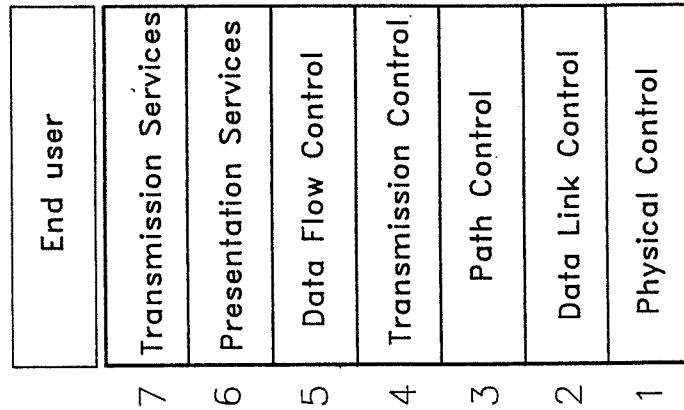 End user
7 Transmission Services
6 Presentation Services
5 Data Flow Control
4 Transmission Control
3 Path Control
2 Data Link Control
1 Physical Control